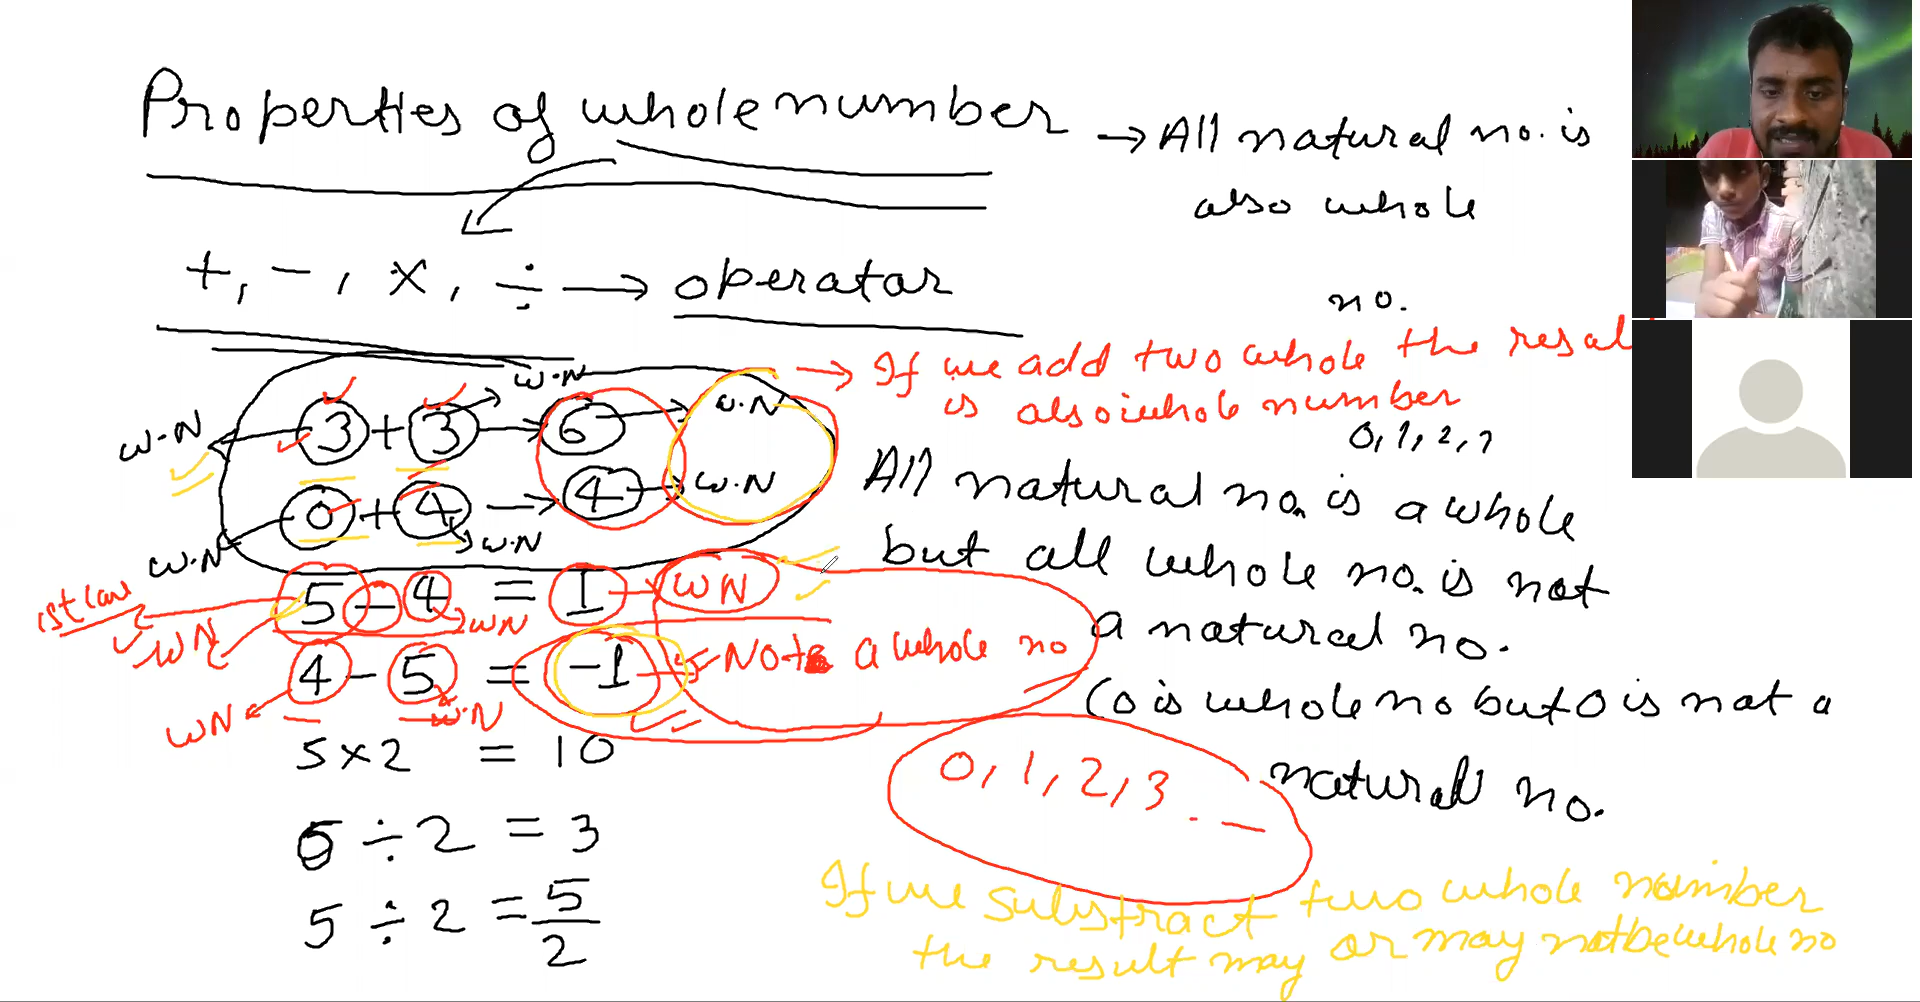 Properties of whole number → All natural no. is
also whole
no.
+, -, x, ÷ → operator
→ If we add two whole the resul
is also whole number
0, 1, 2, 3
W.N 3 + 3 → W.N → 6 → W.N
W.N 0 + 4 → W.N → 4 → W.N
All natural no. is a whole
but all whole no. is not
a natural no.
(0 is whole no but 0 is not a
natural no.
1st case
WN 5 - 4 WN = 1 → WN
WN 4 - 5 W.N = -1 → Not a whole no
5 x 2 = 10
6 ÷ 2 = 3
5 ÷ 2 = 5/2
0, 1, 2, 3 . —
If we substract two whole number
the result may or may not be whole no